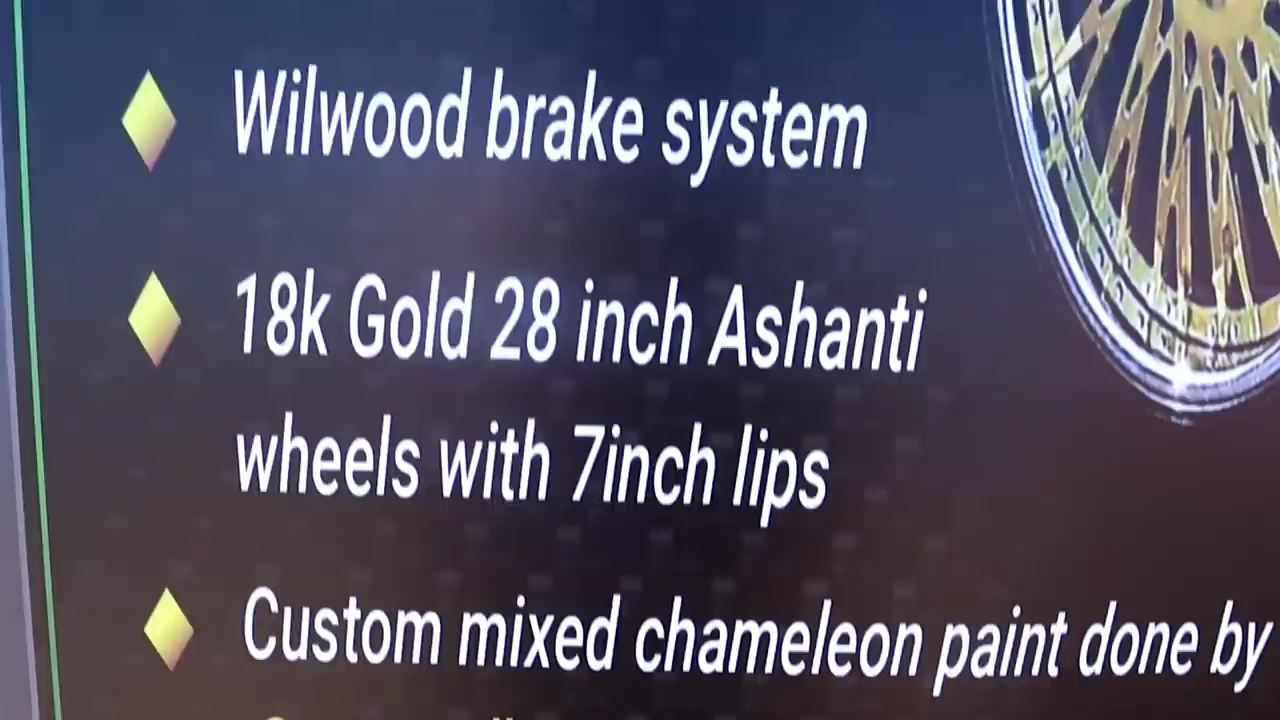 Wilwood brake system
18k Gold 28 inch Ashanti
wheels with 7inch lips
Custom mixed chameleon paint done by